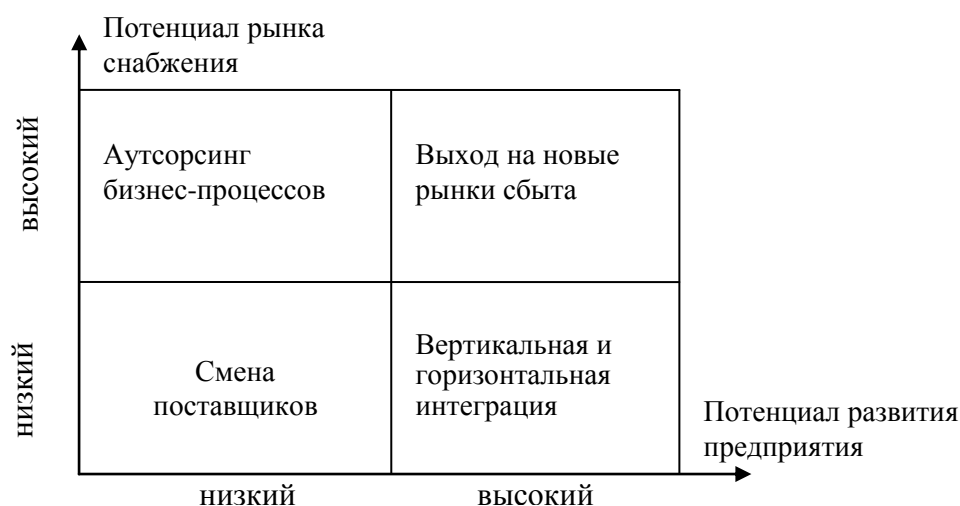 Потенциал рынка
снабжения
высокий
Аутсорсинг
бизнес-процессов
Выход на новые
рынки сбыта
низкий
Смена
поставщиков
Вертикальная и
горизонтальная
интеграция
Потенциал развития
предприятия
низкий
высокий